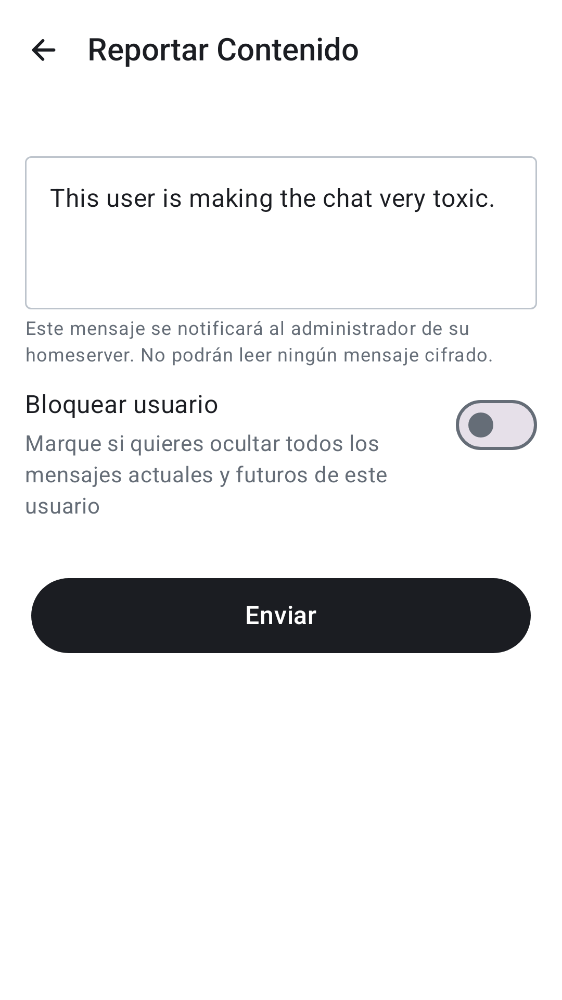 Reportar Contenido
This user is making the chat very toxic.
Este mensaje se notificará al administrador de su
homeserver. No podrán leer ningún mensaje cifrado.
Bloquear usuario
Marque si quieres ocultar todos los
mensajes actuales y futuros de este
usuario
Enviar